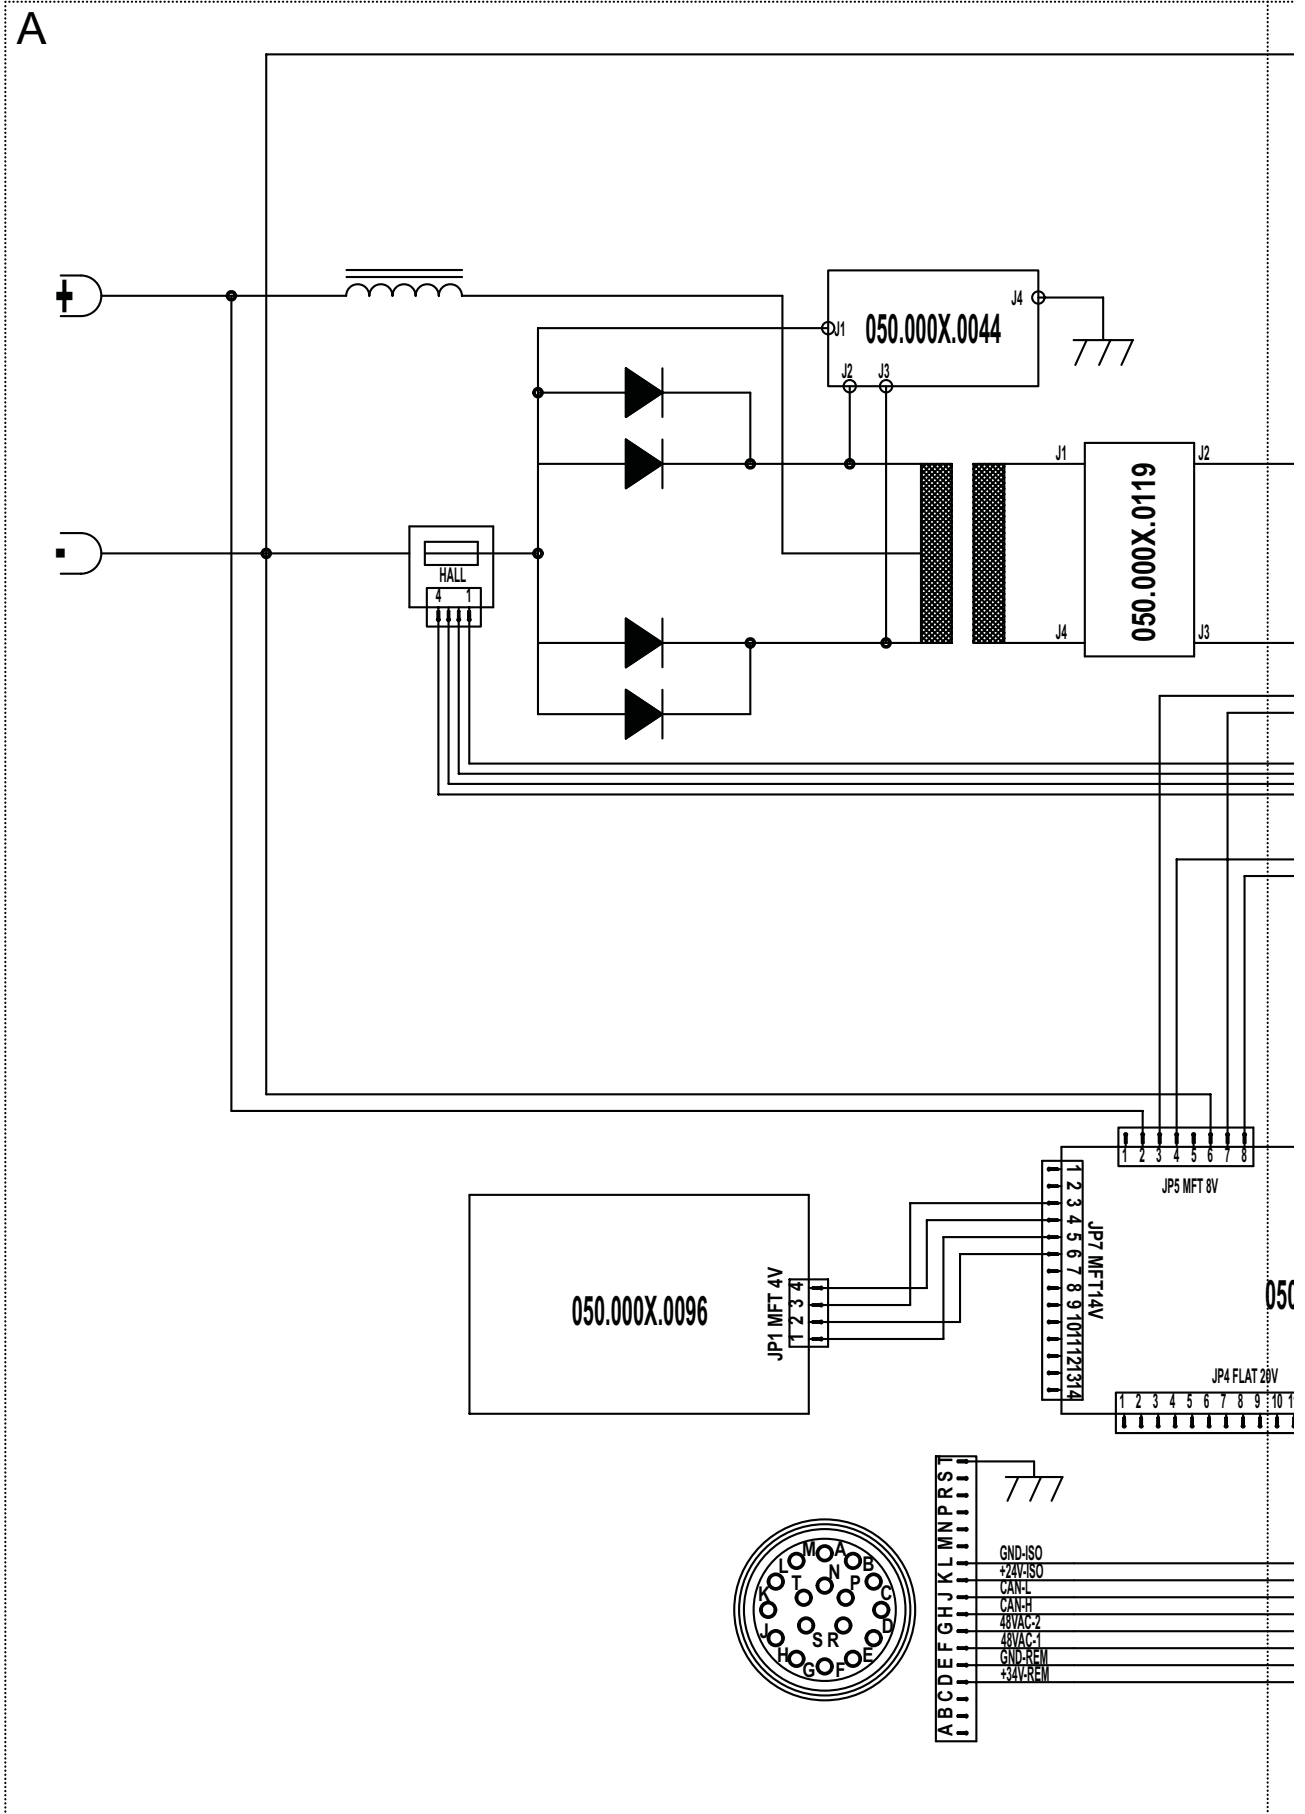 A
J4
J1
050.000X.0044
J2
J3
J1
J2
050.000X.0119
J4
J3
HALL
4 1
1 2 3 4 5 6 7 8
JP5 MFT 8V
1 2 3 4 5 6 7 8 9 10 11 12 13 14
JP7 MFT14V
050.000X.0096
JP1 MFT 4V
1 2 3 4
050
JP4 FLAT 20V
1 2 3 4 5 6 7 8 9 10 1
A B C D E F G H J K L M N P R S T
GND-ISO
+24V-ISO
CAN-L
CAN-H
48VAC-2
48VAC-1
GND-REM
+34V-REM
M A
L B
T N P
K C
J D
S R
H E
G F